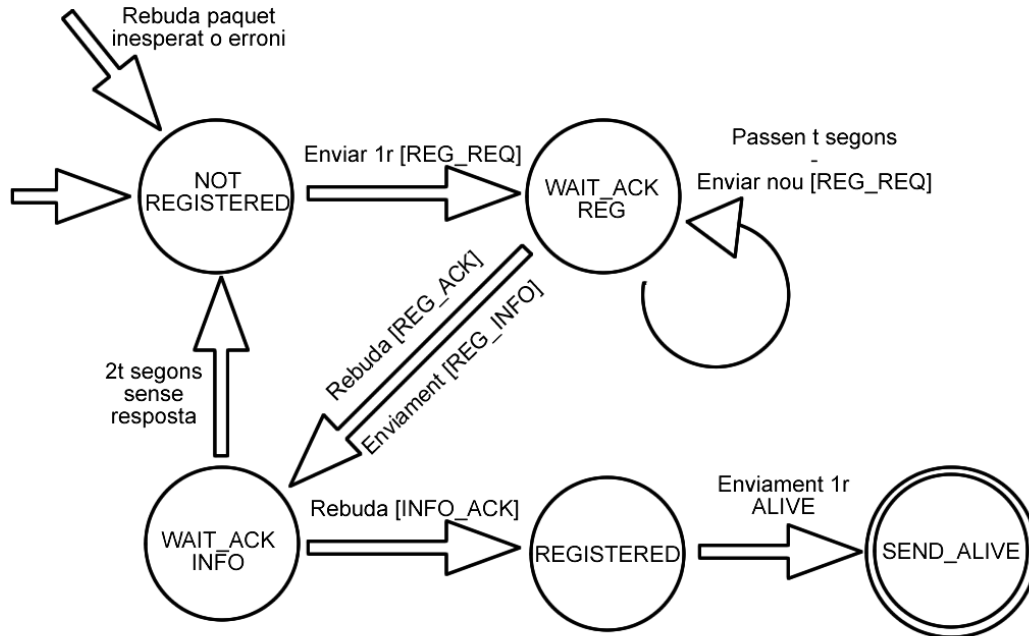 Rebuda paquet
inesperat o erroni
NOT
REGISTERED
Enviar 1r [REG_REQ]
WAIT_ACK
REG
Passen t segons
-
Enviar nou [REG_REQ]
Rebuda [REG_ACK]
Enviament [REG_INFO]
2t segons
sense
resposta
WAIT_ACK
INFO
Rebuda [INFO_ACK]
REGISTERED
Enviament 1r
ALIVE
SEND_ALIVE